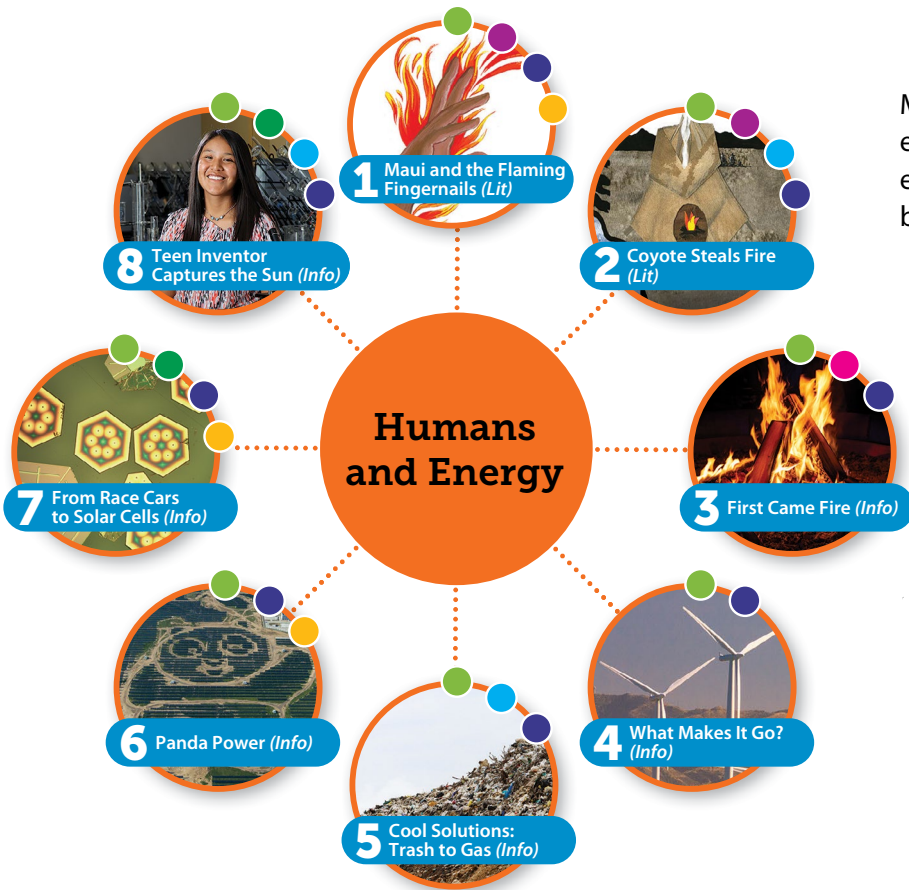 1 Maui and the Flaming
Fingernails (Lit)
2 Coyote Steals Fire
(Lit)
3 First Came Fire (Info)
4 What Makes It Go?
(Info)
5 Cool Solutions:
Trash to Gas (Info)
6 Panda Power (Info)
7 From Race Cars
to Solar Cells (Info)
8 Teen Inventor
Captures the Sun (Info)
Humans
and Energy